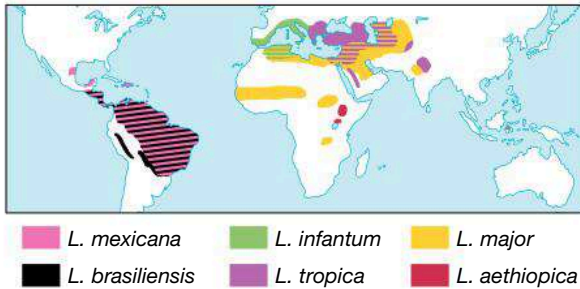 L. mexicana L. infantum L. major
L. brasiliensis L. tropica L. aethiopica